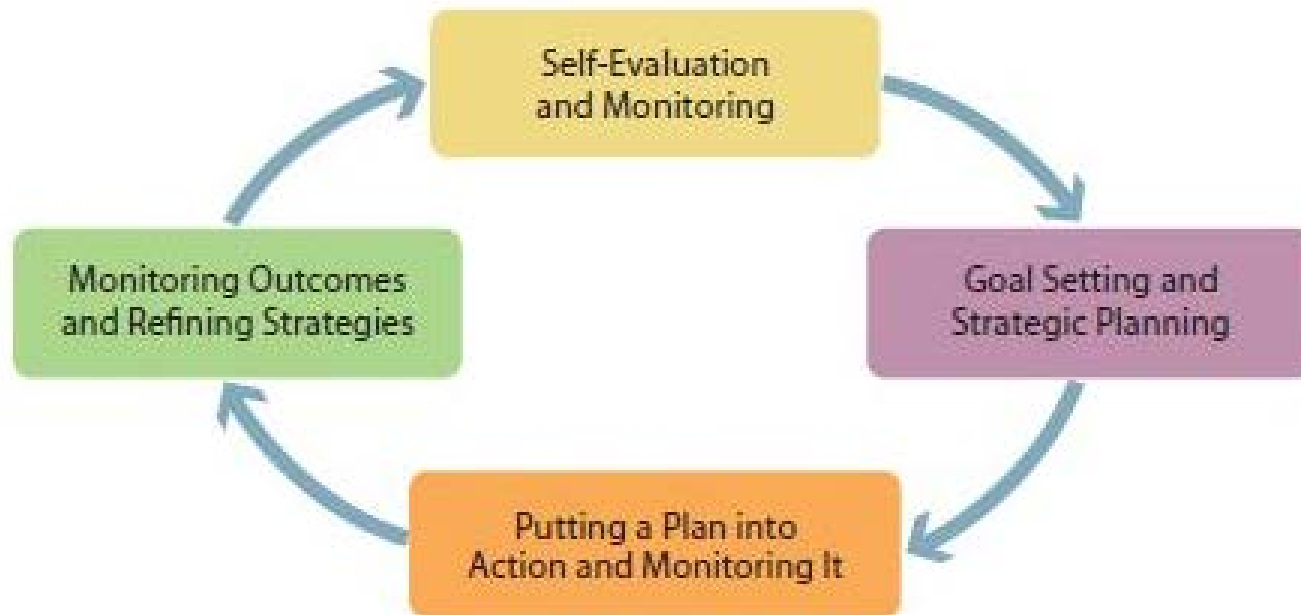 Self-Evaluation
and Monitoring
Goal Setting and
Strategic Planning
Putting a Plan into
Action and Monitoring It
Monitoring Outcomes
and Refining Strategies